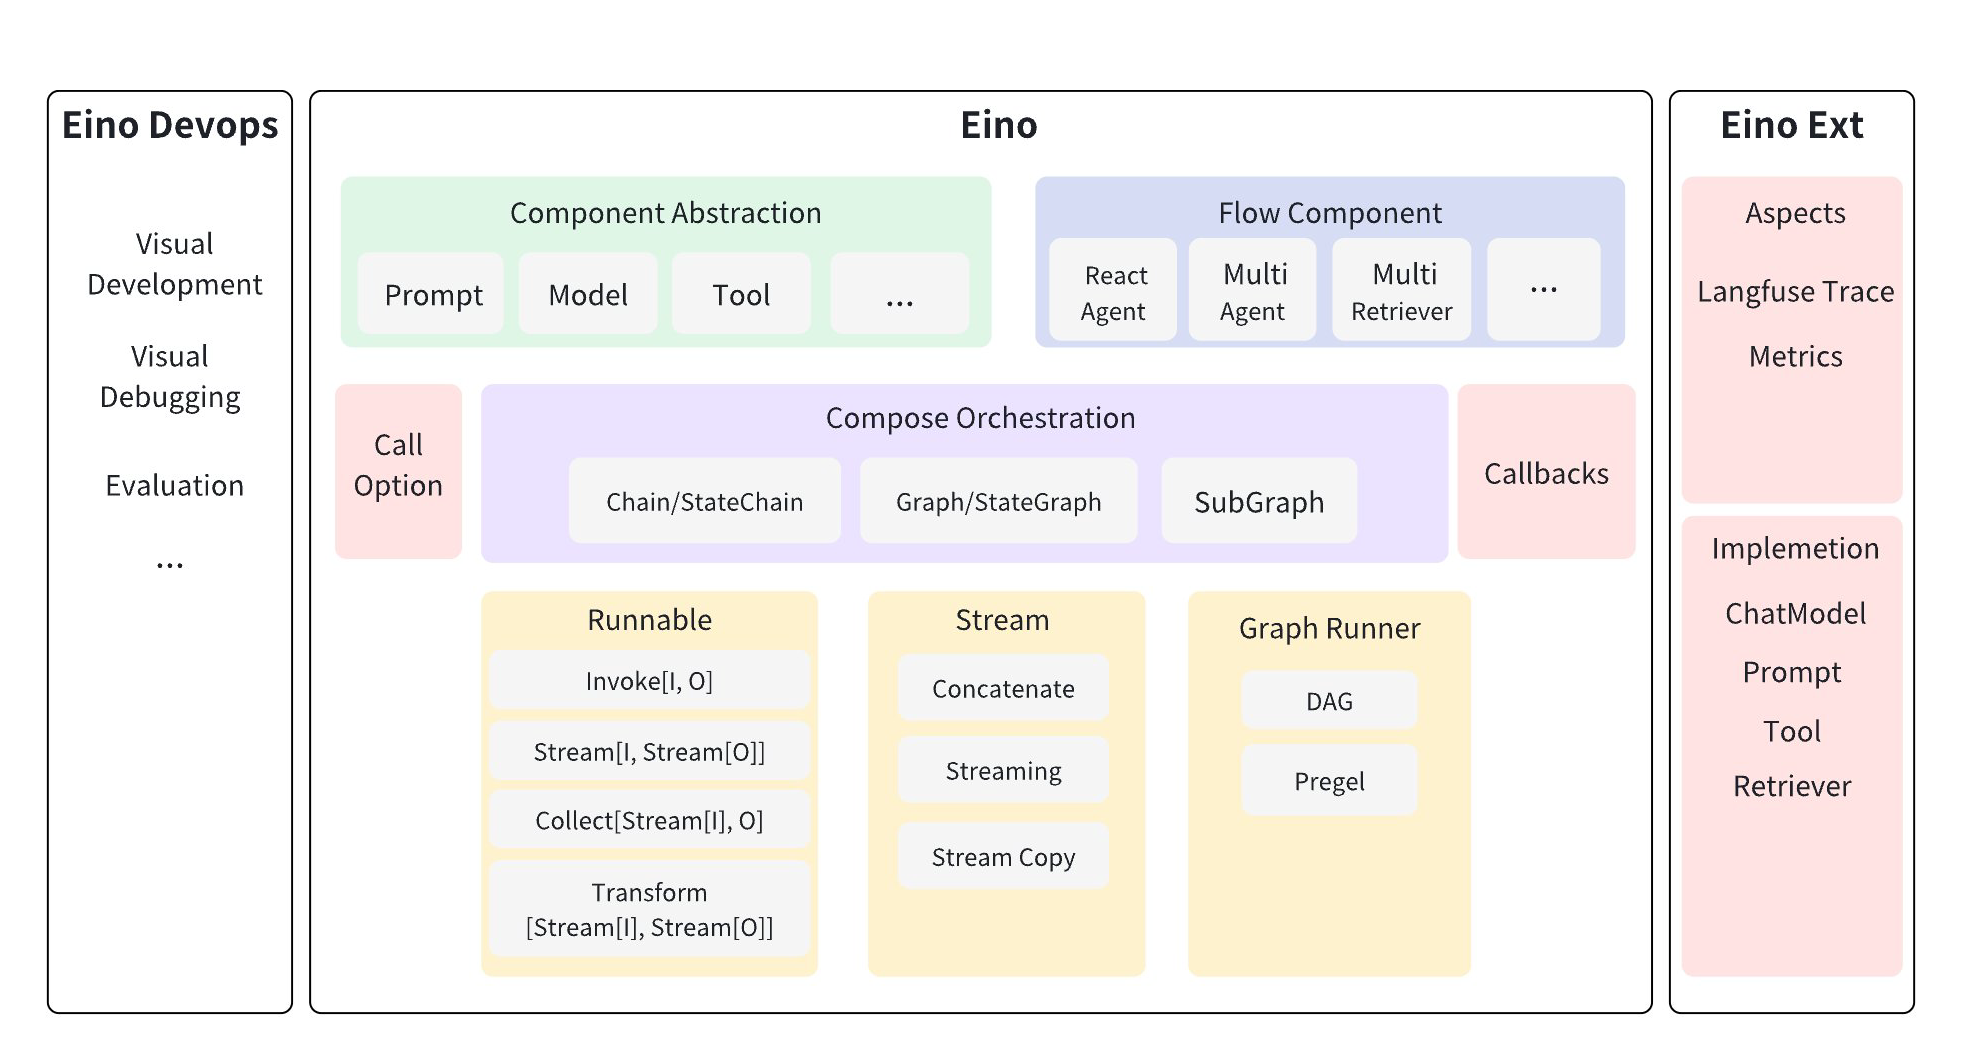 Eino Devops
Visual
Development
Visual
Debugging
Evaluation
...
Eino
Component Abstraction
Prompt
Model
Tool
...
Flow Component
React
Agent
Multi
Agent
Multi
Retriever
...
Call
Option
Compose Orchestration
Chain/StateChain
Graph/StateGraph
SubGraph
Callbacks
Runnable
Invoke[I, O]
Stream[I, Stream[O]]
Collect[Stream[I], O]
Transform
[Stream[I], Stream[O]]
Stream
Concatenate
Streaming
Stream Copy
Graph Runner
DAG
Pregel
Eino Ext
Aspects
Langfuse Trace
Metrics
Implemetion
ChatModel
Prompt
Tool
Retriever